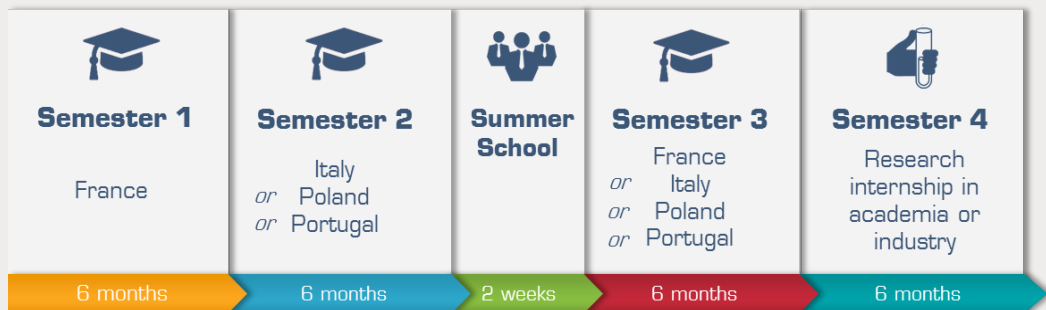 Semester 1
France
6 months
Semester 2
Italy
or Poland
or Portugal
6 months
Summer
School
2 weeks
Semester 3
France
or Italy
or Poland
or Portugal
6 months
Semester 4
Research
internship in
academia or
industry
6 months